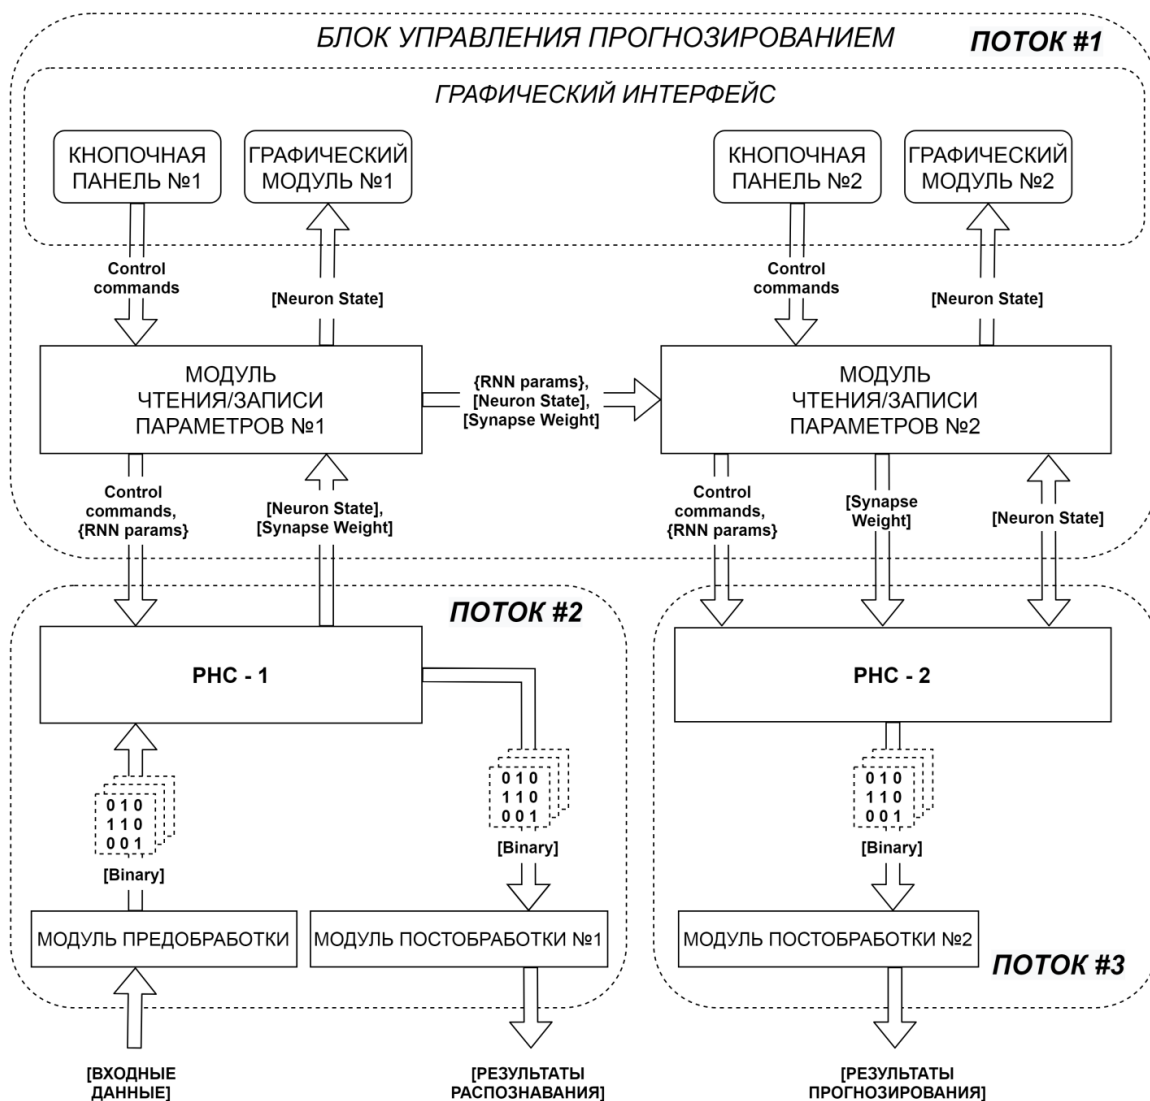 БЛОК УПРАВЛЕНИЯ ПРОГНОЗИРОВАНИЕМ
ПОТОК #1
ГРАФИЧЕСКИЙ ИНТЕРФЕЙС
КНОПОЧНАЯ
ПАНЕЛЬ №1
ГРАФИЧЕСКИЙ
МОДУЛЬ №1
КНОПОЧНАЯ
ПАНЕЛЬ №2
ГРАФИЧЕСКИЙ
МОДУЛЬ №2
Control
commands
[Neuron State]
Control
commands
[Neuron State]
МОДУЛЬ
ЧТЕНИЯ/ЗАПИСИ
ПАРАМЕТРОВ №1
{RNN params},
[Neuron State],
[Synapse Weight]
МОДУЛЬ
ЧТЕНИЯ/ЗАПИСИ
ПАРАМЕТРОВ №2
Control
commands,
{RNN params}
[Neuron State],
[Synapse Weight]
Control
commands,
{RNN params}
[Synapse
Weight]
[Neuron State]
ПОТОК #2
РНС - 1
РНС - 2
0 1 0
1 1 0
0 0 1
[Binary]
0 1 0
1 1 0
0 0 1
[Binary]
0 1 0
1 1 0
0 0 1
[Binary]
МОДУЛЬ ПРЕДОБРАБОТКИ
МОДУЛЬ ПОСТОБРАБОТКИ №1
МОДУЛЬ ПОСТОБРАБОТКИ №2
ПОТОК #3
[ВХОДНЫЕ
ДАННЫЕ]
[РЕЗУЛЬТАТЫ
РАСПОЗНАВАНИЯ]
[РЕЗУЛЬТАТЫ
ПРОГНОЗИРОВАНИЯ]